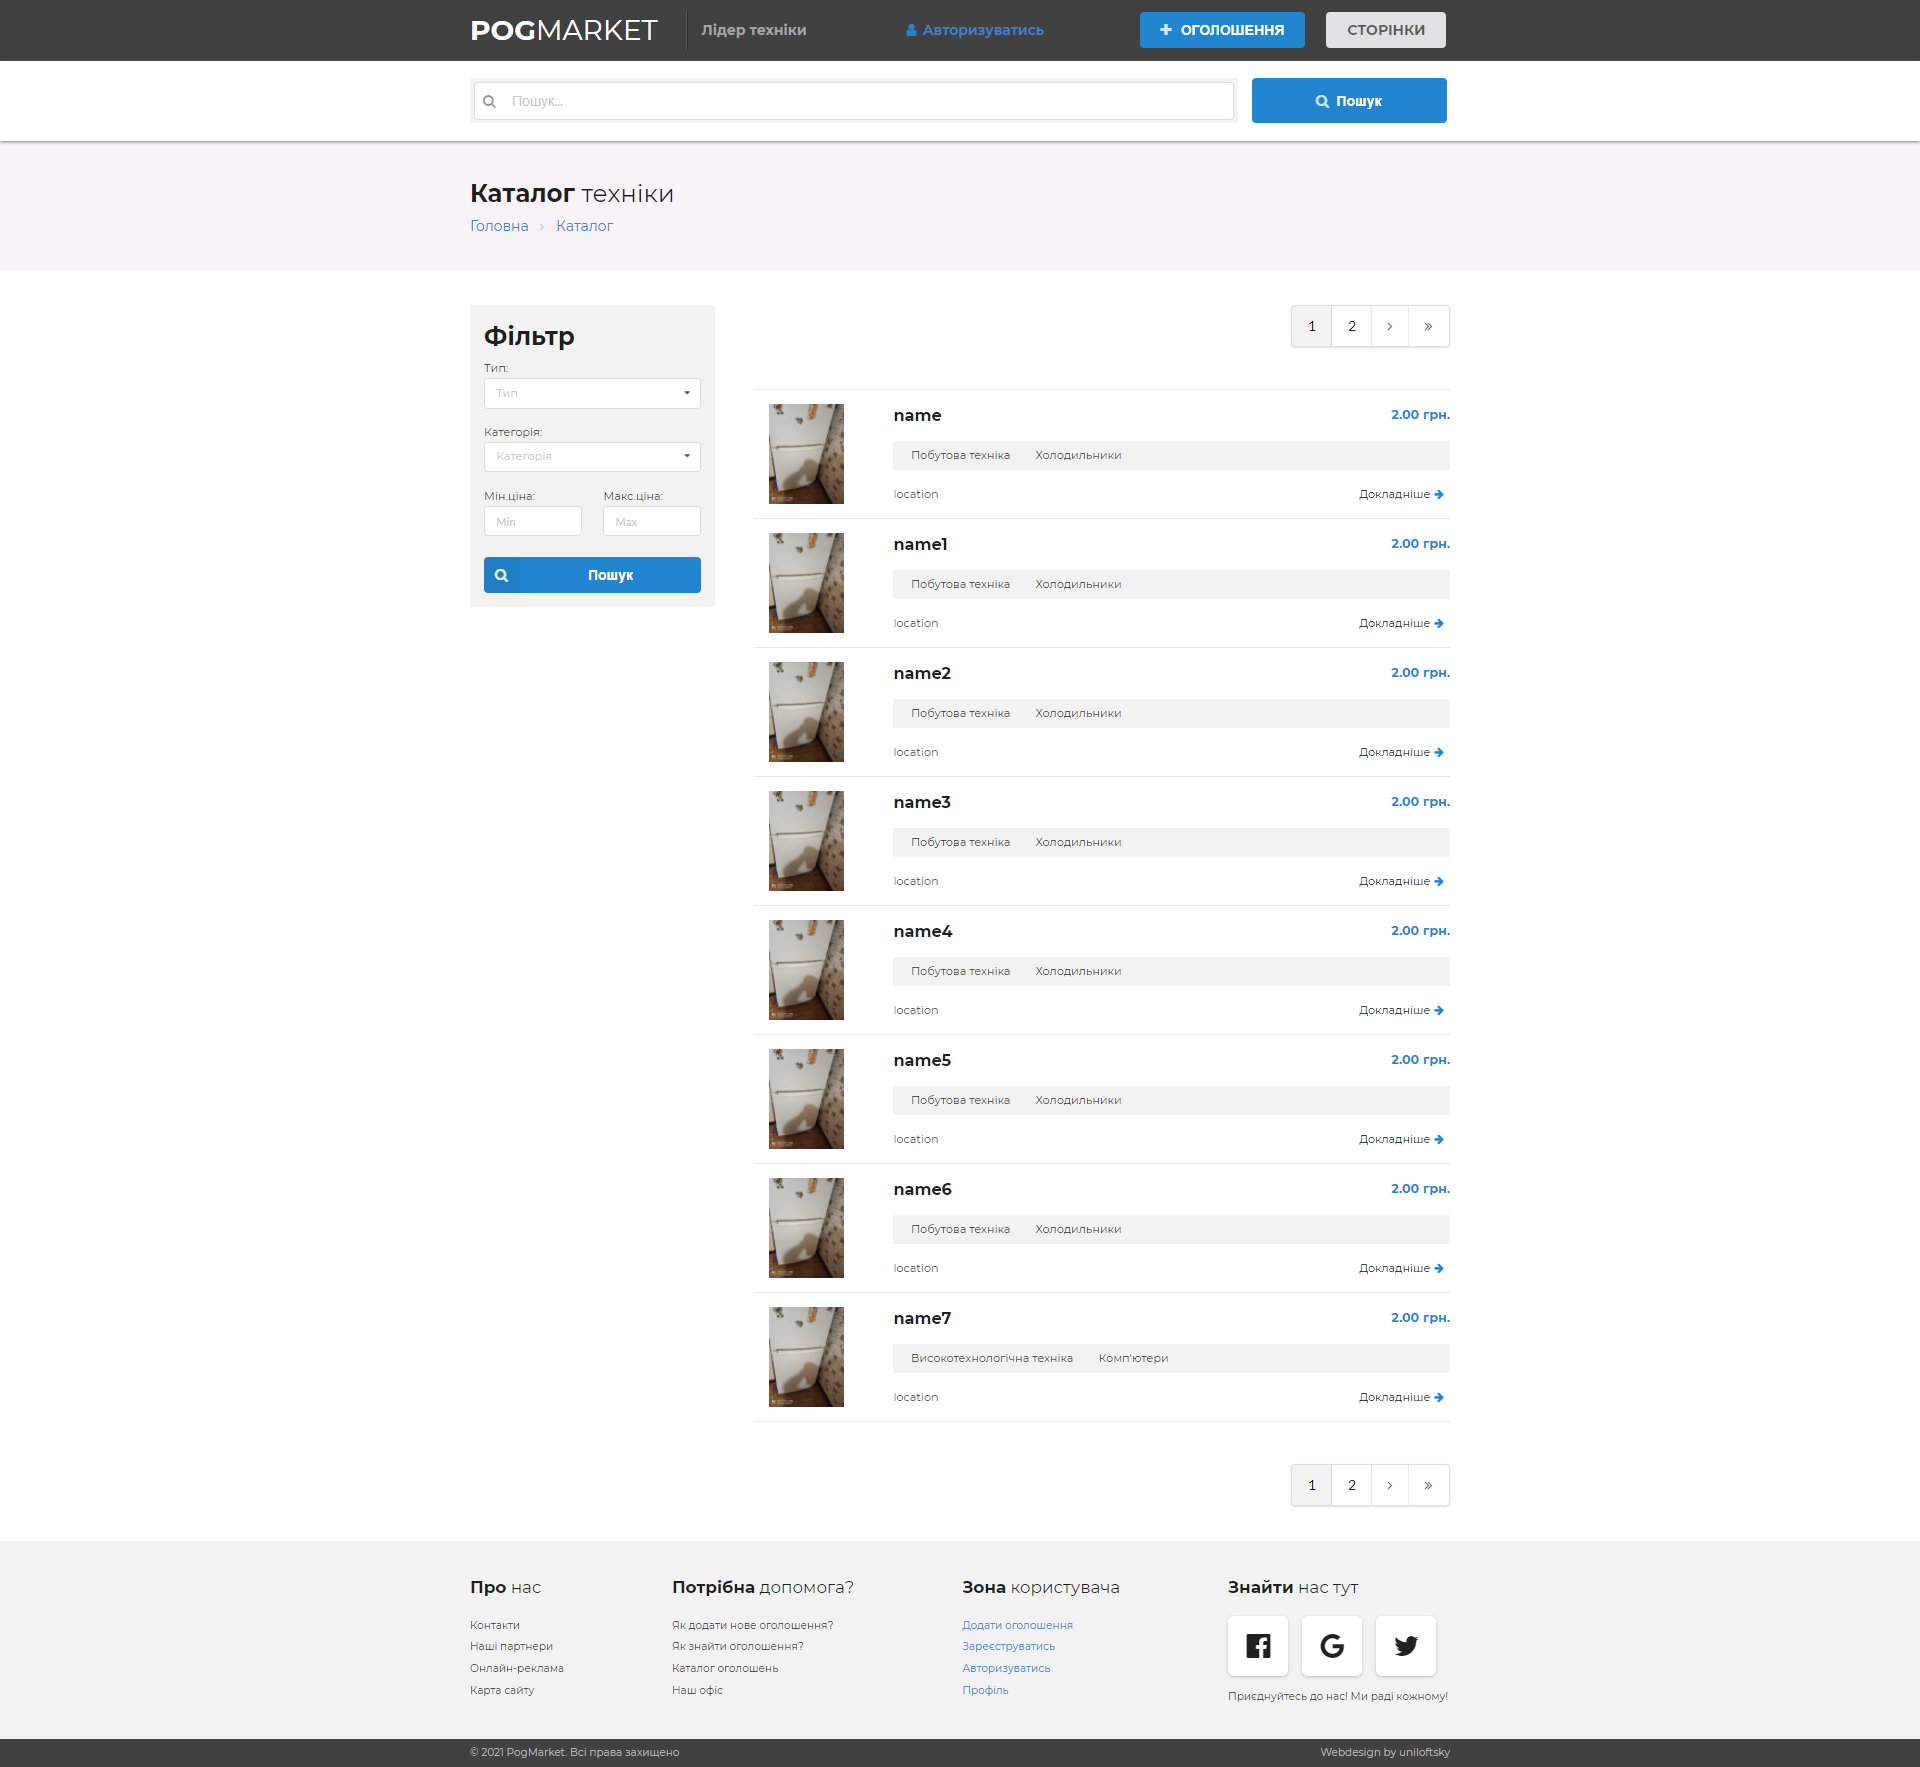 POGMARKET Лідер техніки Авторизуватись ОГОЛОШЕННЯ СТОРІНКИ
Пошук... Пошук
Каталог техніки
Головна › Каталог
Фільтр
Тип:
Тип
Категорія:
Категорія
Мін.ціна: Макс.ціна:
Min Max
Пошук
1 2 › »
name 2.00 грн.
Побутова техніка Холодильники
location Докладніше
name1 2.00 грн.
Побутова техніка Холодильники
location Докладніше
name2 2.00 грн.
Побутова техніка Холодильники
location Докладніше
name3 2.00 грн.
Побутова техніка Холодильники
location Докладніше
name4 2.00 грн.
Побутова техніка Холодильники
location Докладніше
name5 2.00 грн.
Побутова техніка Холодильники
location Докладніше
name6 2.00 грн.
Побутова техніка Холодильники
location Докладніше
name7 2.00 грн.
Високотехнологічна техніка Комп'ютери
location Докладніше
1 2 › »
Про нас
Контакти
Наші партнери
Онлайн-реклама
Карта сайту
Потрібна допомога?
Як додати нове оголошення?
Як знайти оголошення?
Каталог оголошень
Наш офіс
Зона користувача
Додати оголошення
Зареєструватись
Авторизуватись
Профіль
Знайти нас тут
Приєднуйтесь до нас! Ми раді кожному!
© 2021 PogMarket. Всі права захищено Webdesign by uniloftsky